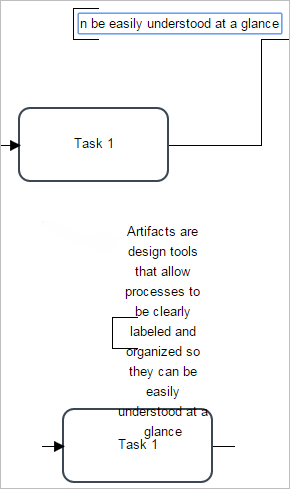 n be easily understood at a glance
Task 1
Artifacts are
design tools
that allow
processes to
be clearly
labeled and
organized so
they can be
easily
understood at a
glance
Task 1